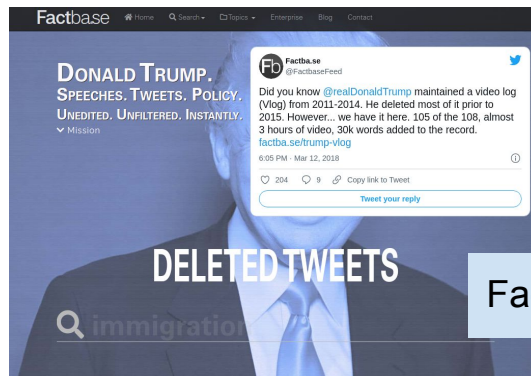 Factbase Home Search Topics Enterprise Blog Contact
DONALD TRUMP.
SPEECHES. TWEETS. POLICY.
UNEDITED. UNFILTERED. INSTANTLY.
Mission
Fb Factba.se
@FactbaseFeed
Did you know @realDonaldTrump maintained a video log
(Vlog) from 2011-2014. He deleted most of it prior to
2015. However... we have it here. 105 of the 108, almost
3 hours of video, 30k words added to the record.
factba.se/trump-vlog
6:05 PM · Mar 12, 2018
204 9 Copy link to Tweet
Tweet your reply
DELETED TWEETS
Fa
immigration